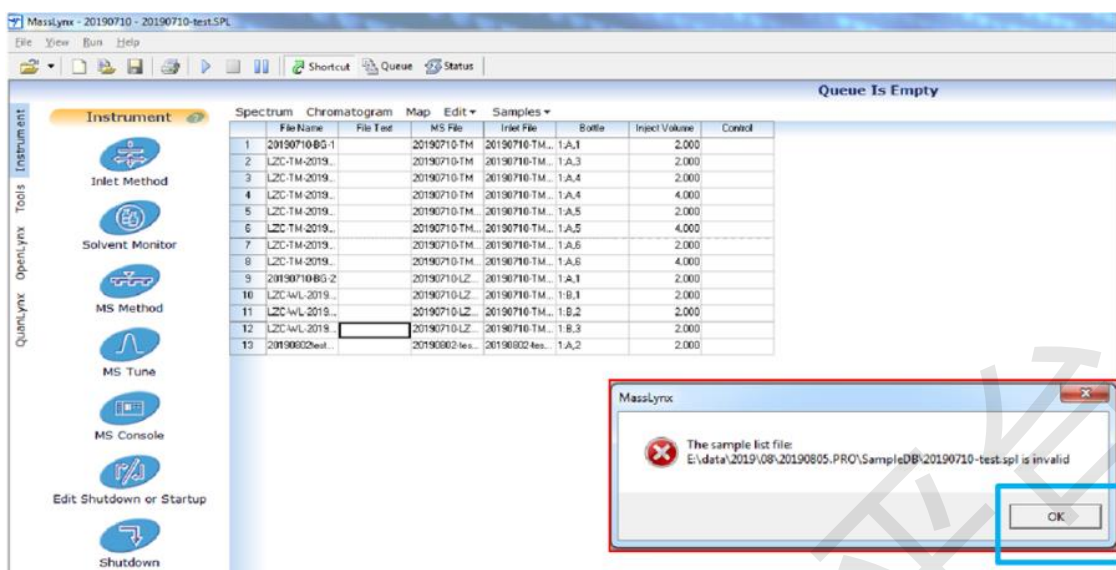 MassLynx - 20190710 - 20190710-test.SPL
File View Run Help
Shortcut Queue Status
Queue Is Empty
Instrument
Tools
OpenLynx
QuanLynx
Instrument
Inlet Method
Solvent Monitor
MS Method
MS Tune
MS Console
Edit Shutdown or Startup
Shutdown
Spectrum Chromatogram Map Edit Samples
File Name File Text MS File Inlet File Bottle Inject Volume Control
1 20190710-BG-1 20190710-TM 20190710-TM... 1:A,1 2.000
2 LZC-TM-2019... 20190710-TM 20190710-TM... 1:A,3 2.000
3 LZC-TM-2019... 20190710-TM 20190710-TM... 1:A,4 2.000
4 LZC-TM-2019... 20190710-TM 20190710-TM... 1:A,4 4.000
5 LZC-TM-2019... 20190710-TM... 20190710-TM... 1:A,5 2.000
6 LZC-TM-2019... 20190710-TM... 20190710-TM... 1:A,5 4.000
7 LZC-TM-2019... 20190710-TM... 20190710-TM... 1:A,6 2.000
8 LZC-TM-2019... 20190710-TM... 20190710-TM... 1:A,6 4.000
9 20190710-BG-2 20190710-LZ... 20190710-TM... 1:A,1 2.000
10 LZC-WL-2019... 20190710-LZ... 20190710-TM... 1:B,1 2.000
11 LZC-WL-2019... 20190710-LZ... 20190710-TM... 1:B,2 2.000
12 LZC-WL-2019... 20190710-LZ... 20190710-TM... 1:B,3 2.000
13 20190802test... 20190802-tes... 20190802-tes... 1:A,2 2.000
MassLynx
The sample list file:
E:\data\2019\08\20190805.PRO\SampleDB\20190710-test.spl is invalid
OK
平台